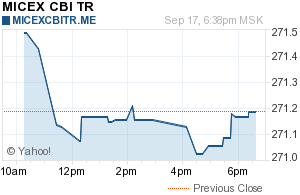 MICEX CBI TR
MICEXCBITR.ME Sep 17, 6:38pm MSK
271.5
271.4
271.3
271.2
271.1
271.0
© Yahoo!
10am 12pm 2pm 4pm 6pm
Previous Close